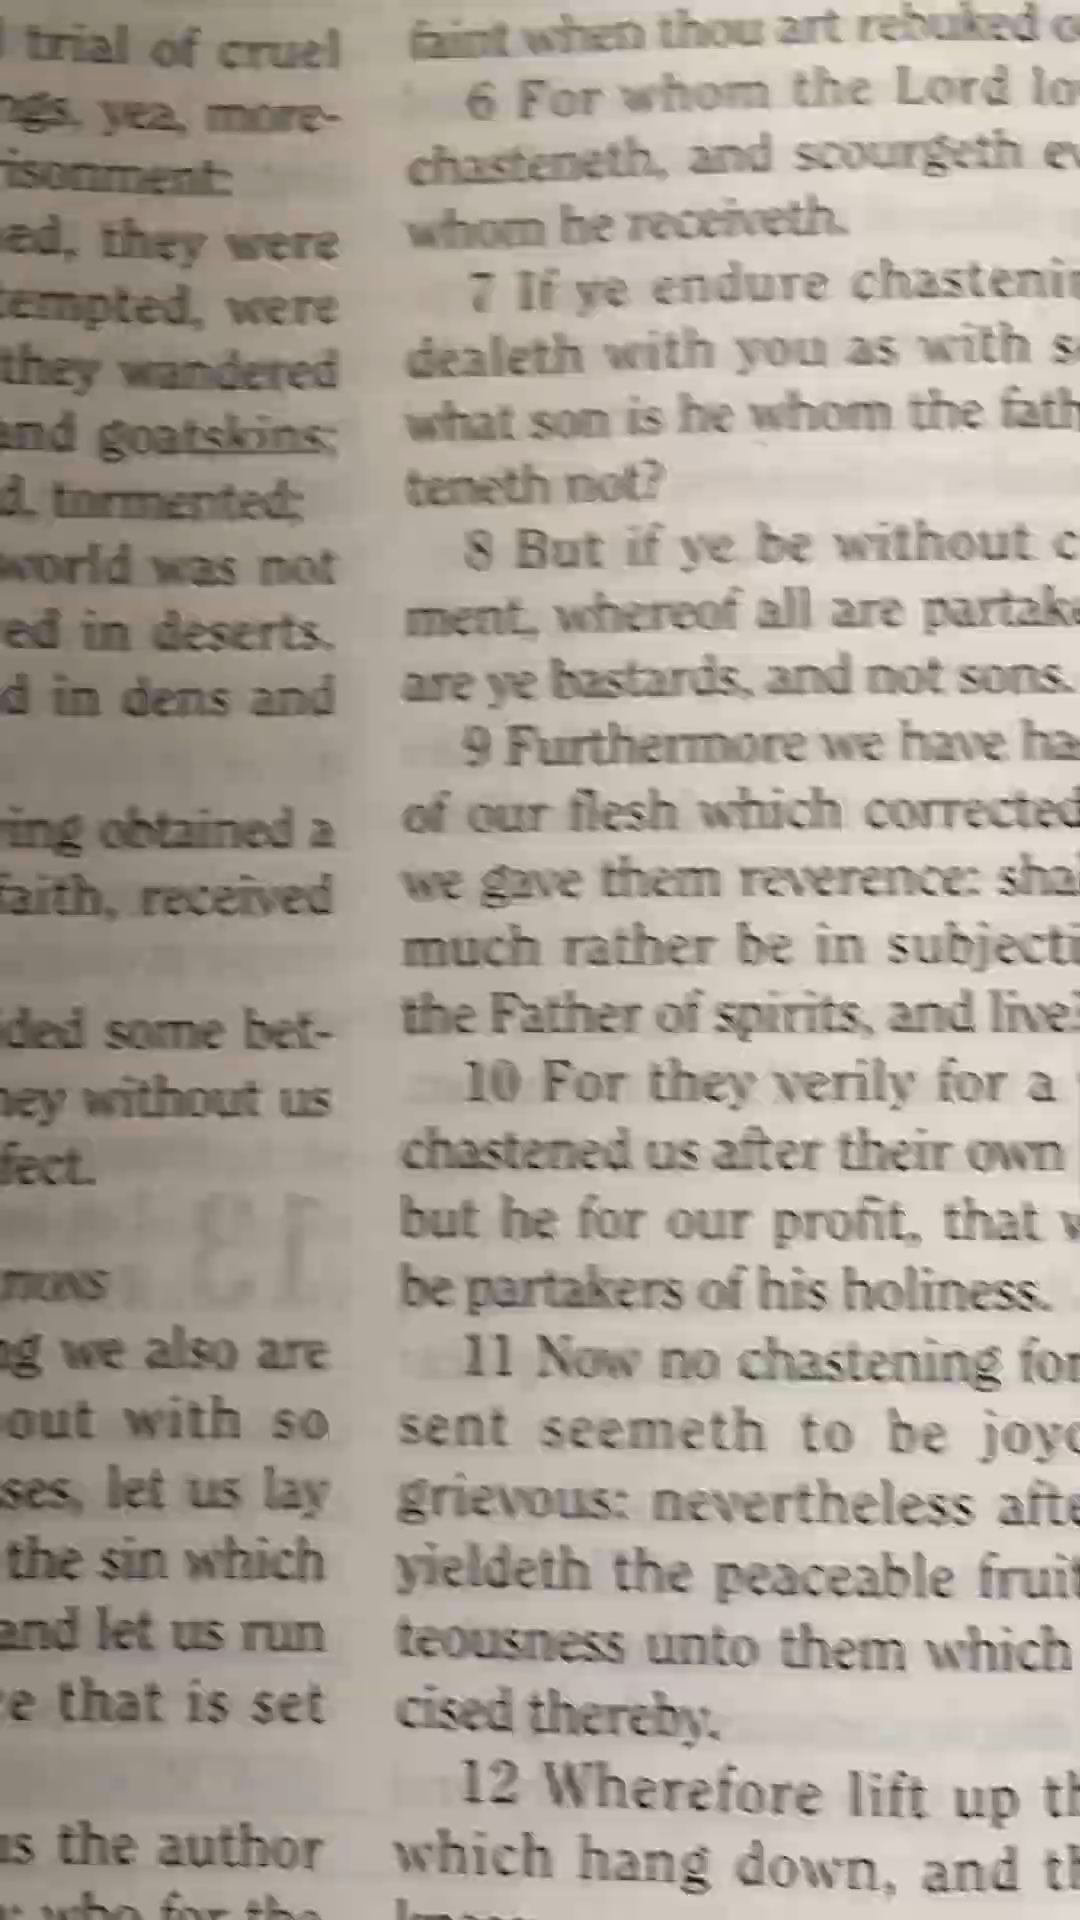 trial of cruel
yea, more-
risonment:
ed, they were
tempted, were
they wandered
and goatskins;
d, tormented;
world was not
ed in deserts,
d in dens and
ing obtained a
faith, received
ided some bet-
hey without us
fect.
ng we also are
out with so
ses, let us lay
the sin which
and let us run
e that is set
us the author
who for the
faint when thou art rebuked o
6 For whom the Lord lo
chasteneth, and scourgeth ev
whom he receiveth.
7 If ye endure chasteni
dealeth with you as with s
what son is he whom the fath
teneth not?
8 But if ye be without c
ment, whereof all are partake
are ye bastards, and not sons.
9 Furthermore we have ha
of our flesh which corrected
we gave them reverence: shal
much rather be in subjecti
the Father of spirits, and live?
10 For they verily for a
chastened us after their own
but he for our profit, that w
be partakers of his holiness.
11 Now no chastening for
sent seemeth to be joyo
grievous: nevertheless afte
yieldeth the peaceable fruit
teousness unto them which
cised thereby.
12 Wherefore lift up th
which hang down, and th